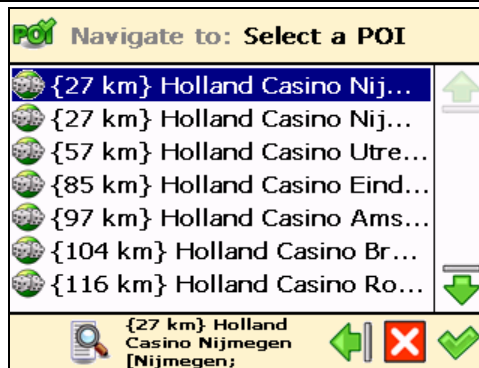 POI Navigate to: Select a POI
{27 km} Holland Casino Nij...
{27 km} Holland Casino Nij...
{57 km} Holland Casino Utre...
{85 km} Holland Casino Eind...
{97 km} Holland Casino Ams...
{104 km} Holland Casino Br...
{116 km} Holland Casino Ro...
{27 km} Holland
Casino Nijmegen
[Nijmegen;